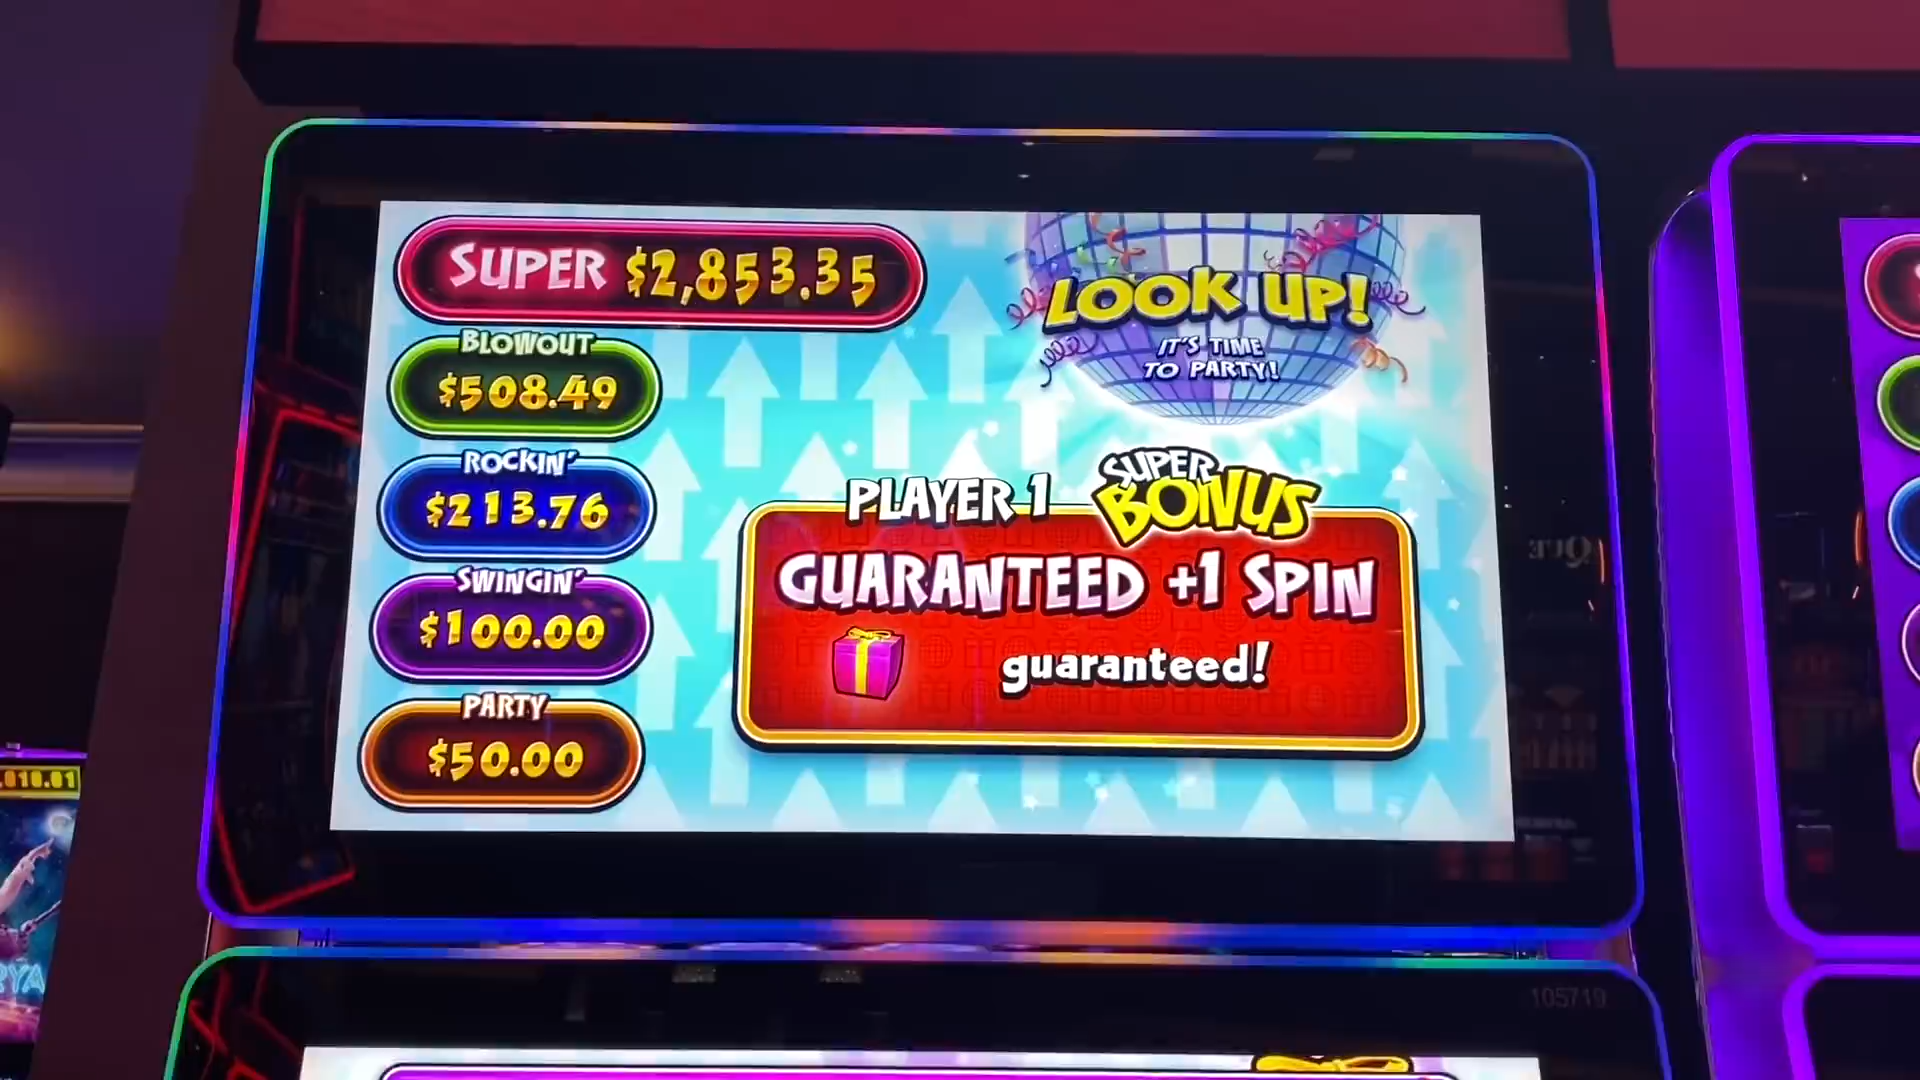 SUPER $2,853.35
LOOK UP!
IT'S TIME
TO PARTY!
BLOWOUT
$508.49
ROCKIN'
$213.76
SWINGIN'
$100.00
PARTY
$50.00
PLAYER 1 SUPER BONUS
GUARANTEED +1 SPIN
guaranteed!
105719